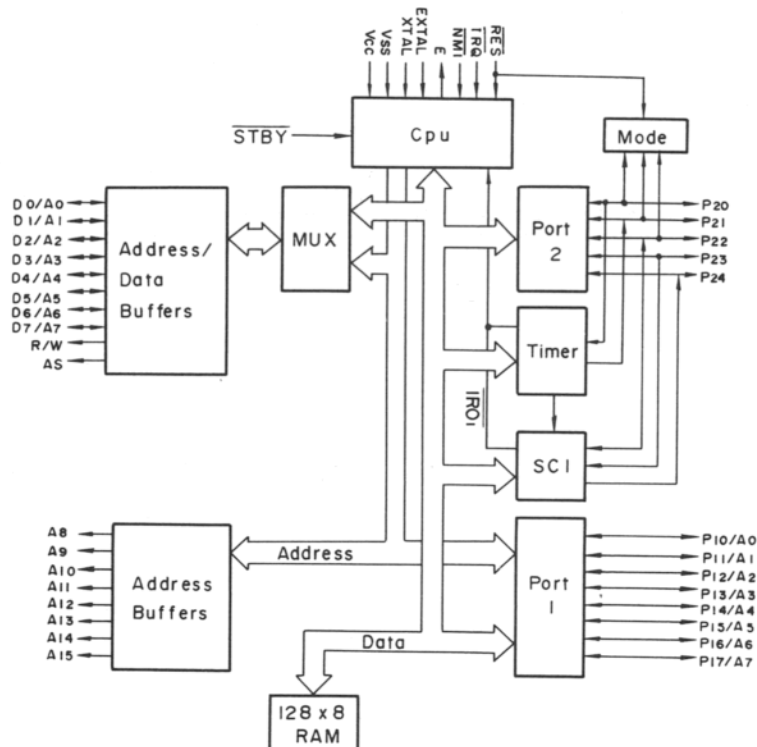 Vcc
Vss
XTAL
EXTAL
E
NMI
IRQ
RES
STBY
Cpu
Mode
D0/A0
D1/A1
D2/A2
D3/A3
D4/A4
D5/A5
D6/A6
D7/A7
R/W
AS
Address/
Data
Buffers
MUX
Port
2
P20
P21
P22
P23
P24
Timer
IRQ1
SCI
A8
A9
A10
A11
A12
A13
A14
A15
Address
Buffers
Address
Data
Port
1
P10/A0
P11/A1
P12/A2
P13/A3
P14/A4
P15/A5
P16/A6
P17/A7
128 x 8
RAM